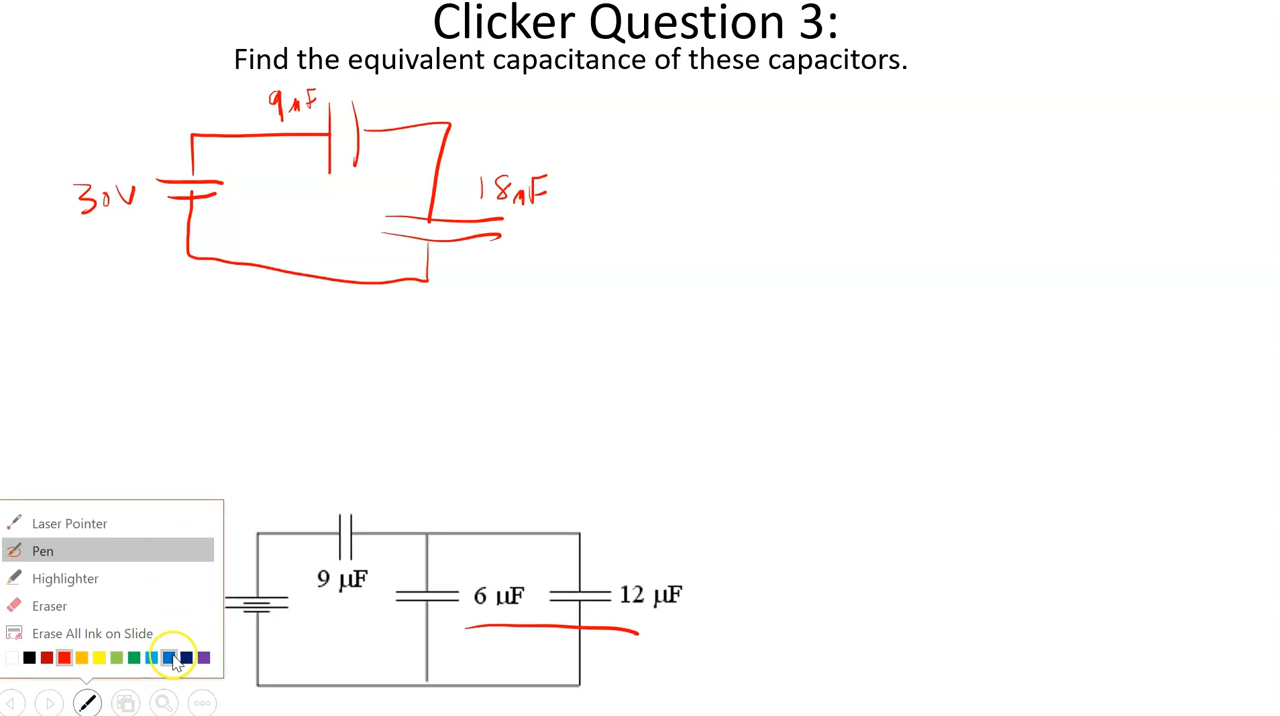 Clicker Question 3:
Find the equivalent capacitance of these capacitors.
9µF
30V
18µF
Laser Pointer
Pen
Highlighter
Eraser
Erase All Ink on Slide
9 µF
6 µF
12 µF